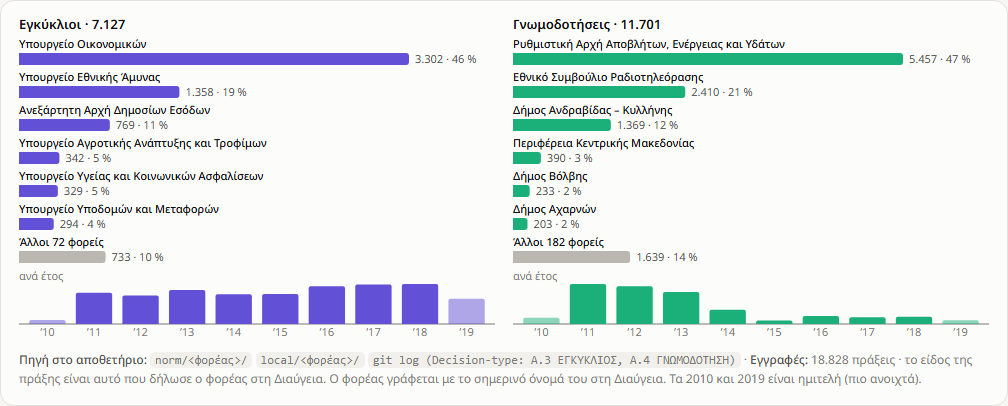 Εγκύκλιοι · 7.127
Υπουργείο Οικονομικών
3.302 · 46 %
Υπουργείο Εθνικής Άμυνας
1.358 · 19 %
Ανεξάρτητη Αρχή Δημοσίων Εσόδων
769 · 11 %
Υπουργείο Αγροτικής Ανάπτυξης και Τροφίμων
342 · 5 %
Υπουργείο Υγείας και Κοινωνικών Ασφαλίσεων
329 · 5 %
Υπουργείο Υποδομών και Μεταφορών
294 · 4 %
Άλλοι 72 φορείς
733 · 10 %
ανά έτος
'10 '11 '12 '13 '14 '15 '16 '17 '18 '19
Γνωμοδοτήσεις · 11.701
Ρυθμιστική Αρχή Αποβλήτων, Ενέργειας και Υδάτων
5.457 · 47 %
Εθνικό Συμβούλιο Ραδιοτηλεόρασης
2.410 · 21 %
Δήμος Ανδραβίδας – Κυλλήνης
1.369 · 12 %
Περιφέρεια Κεντρικής Μακεδονίας
390 · 3 %
Δήμος Βόλβης
233 · 2 %
Δήμος Αχαρνών
203 · 2 %
Άλλοι 182 φορείς
1.639 · 14 %
ανά έτος
'10 '11 '12 '13 '14 '15 '16 '17 '18 '19
Πηγή στο αποθετήριο: norm/<φορέας>/ local/<φορέας>/ git log (Decision-type: Α.3 ΕΓΚΥΚΛΙΟΣ, Α.4 ΓΝΩΜΟΔΟΤΗΣΗ) · Εγγραφές: 18.828 πράξεις · το είδος της
πράξης είναι αυτό που δήλωσε ο φορέας στη Διαύγεια. Ο φορέας γράφεται με το σημερινό όνομά του στη Διαύγεια. Τα 2010 και 2019 είναι ημιτελή (πιο ανοιχτά).